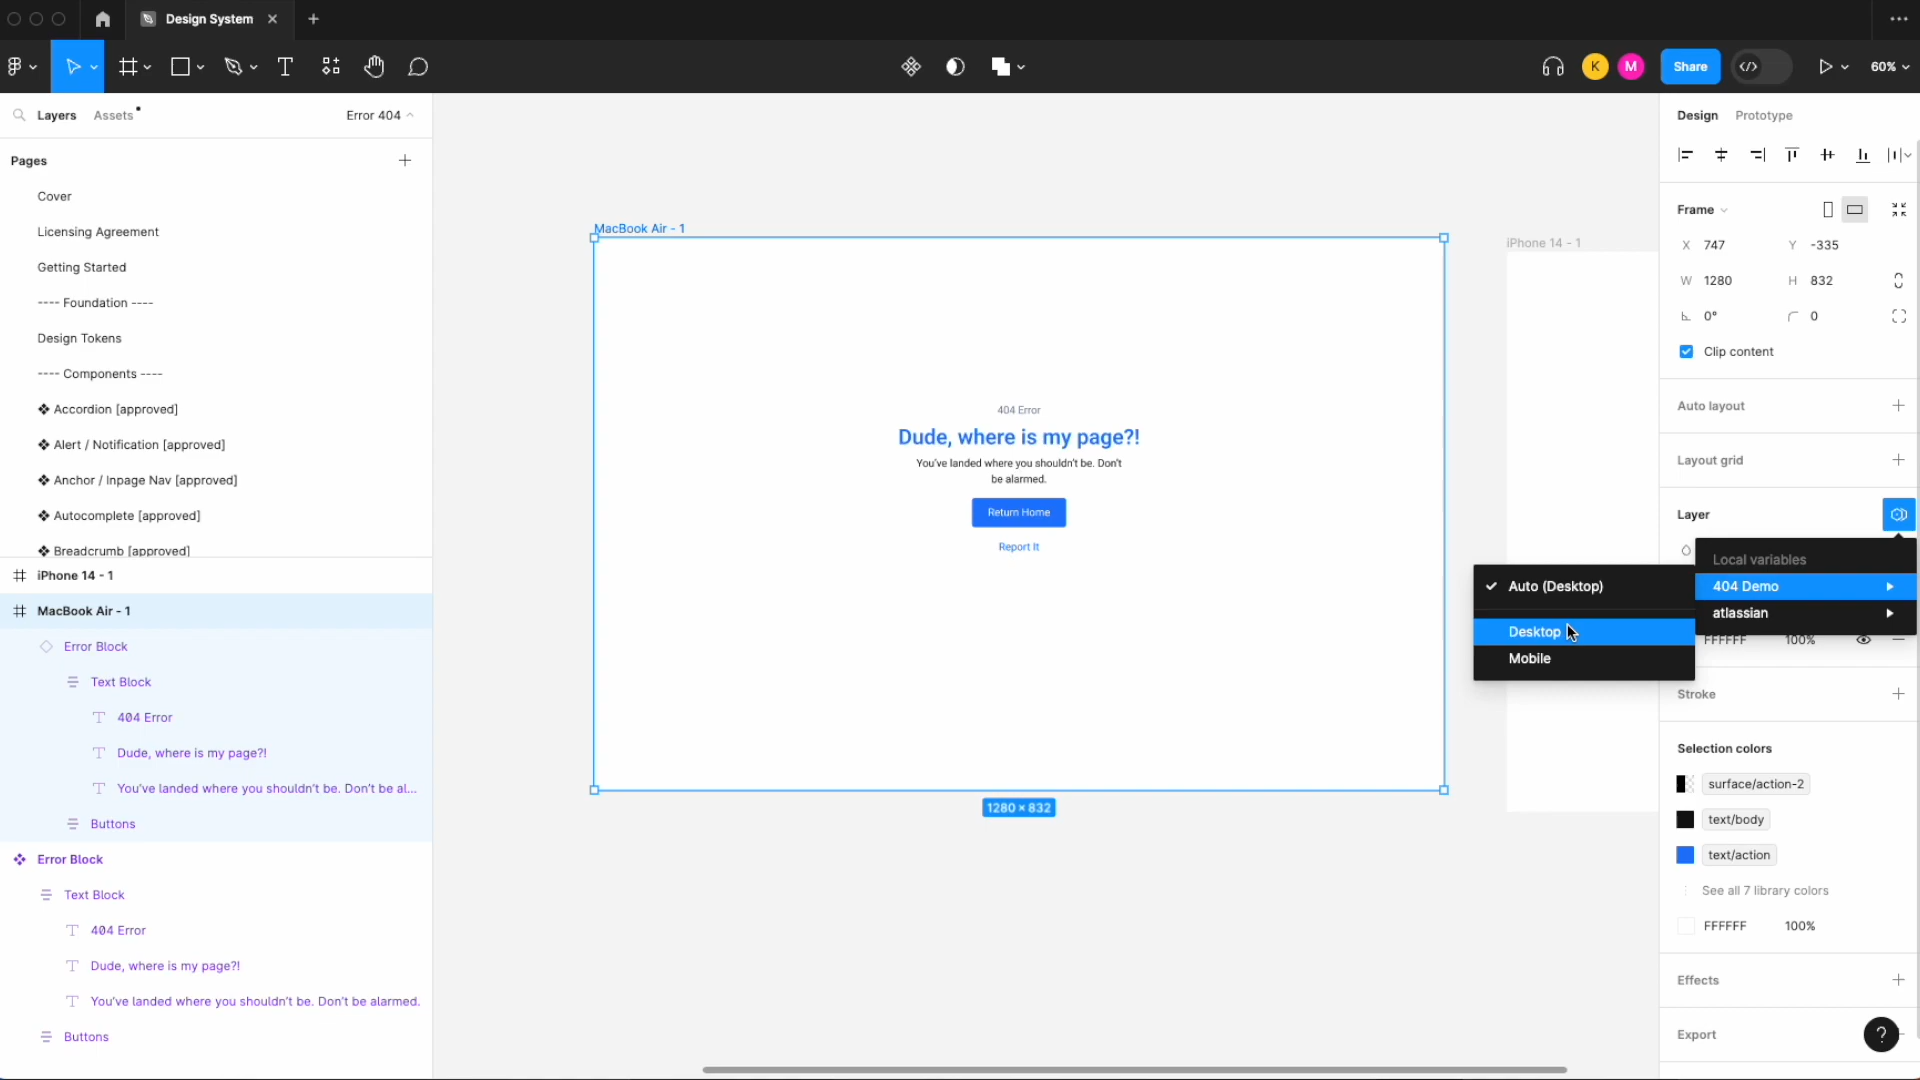 Design System
K
M
Share
60%
Layers
Assets
Error 404
Pages
Cover
Licensing Agreement
Getting Started
---- Foundation ----
Design Tokens
---- Components ----
Accordion [approved]
Alert / Notification [approved]
Anchor / Inpage Nav [approved]
Autocomplete [approved]
Breadcrumb [approved]
iPhone 14 - 1
MacBook Air - 1
Error Block
Text Block
404 Error
Dude, where is my page?!
You've landed where you shouldn't be. Don't be al...
Buttons
Error Block
Text Block
404 Error
Dude, where is my page?!
You've landed where you shouldn't be. Don't be alarmed.
Buttons
MacBook Air - 1
404 Error
Dude, where is my page?!
You've landed where you shouldn't be. Don't
be alarmed.
Return Home
Report It
1280 × 832
iPhone 14 - 1
Auto (Desktop)
Desktop
Mobile
Design
Prototype
Frame
X 747
Y -335
W 1280
H 832
0°
0
Clip content
Auto layout
Layout grid
Layer
Local variables
404 Demo
atlassian
FFFFFF 100%
Stroke
Selection colors
surface/action-2
text/body
text/action
See all 7 library colors
FFFFFF 100%
Effects
Export
?